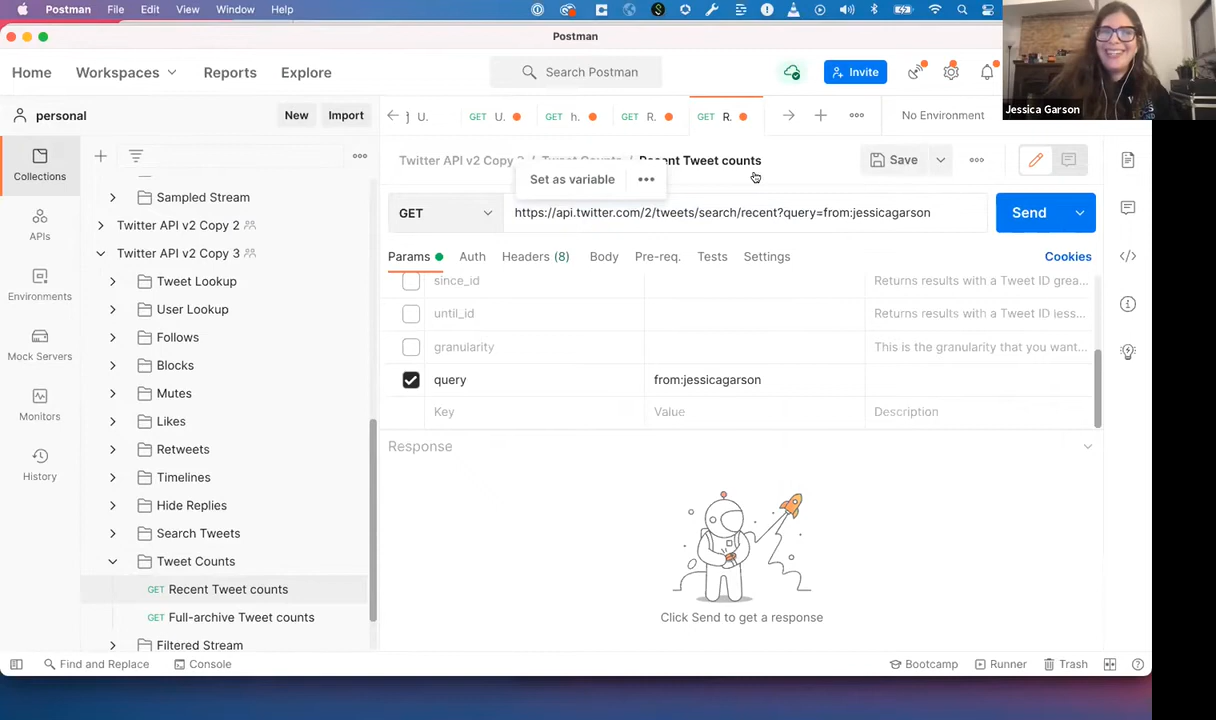 Postman File Edit View Window Help
Postman
Jessica Garson
Home Workspaces Reports Explore Search Postman Invite
personal New Import
U. GET U. GET h. GET R. GET R. No Environment
Twitter API v2 Copy / Tweet Counts / Recent Tweet counts Save
Set as variable
GET https://api.twitter.com/2/tweets/search/recent?query=from:jessicagarson Send
Params Auth Headers (8) Body Pre-req. Tests Settings Cookies
since_id Returns results with a Tweet ID grea...
until_id Returns results with a Tweet ID less...
granularity This is the granularity that you want...
query from:jessicagarson
Key Value Description
Response
Click Send to get a response
Collections
APIs
Environments
Mock Servers
Monitors
History
Sampled Stream
Twitter API v2 Copy 2
Twitter API v2 Copy 3
Tweet Lookup
User Lookup
Follows
Blocks
Mutes
Likes
Retweets
Timelines
Hide Replies
Search Tweets
Tweet Counts
GET Recent Tweet counts
GET Full-archive Tweet counts
Filtered Stream
Find and Replace Console Bootcamp Runner Trash